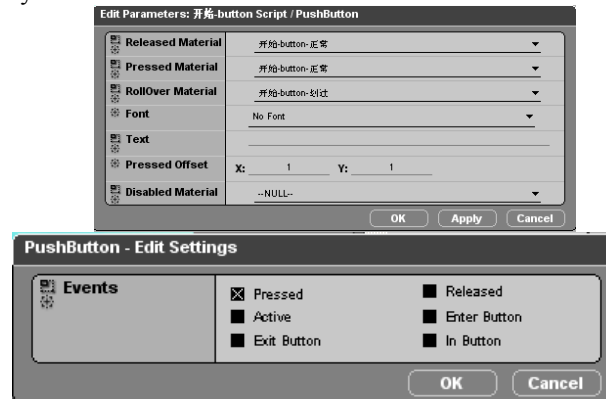 Edit Parameters: 开始-button Script / PushButton
Released Material 开始-button-正常
Pressed Material 开始-button-正常
RollOver Material 开始-button-划过
Font No Font
Text
Pressed Offset X: 1 Y: 1
Disabled Material --NULL--
OK Apply Cancel
PushButton - Edit Settings
Events
Pressed Released
Active Enter Button
Exit Button In Button
OK Cancel